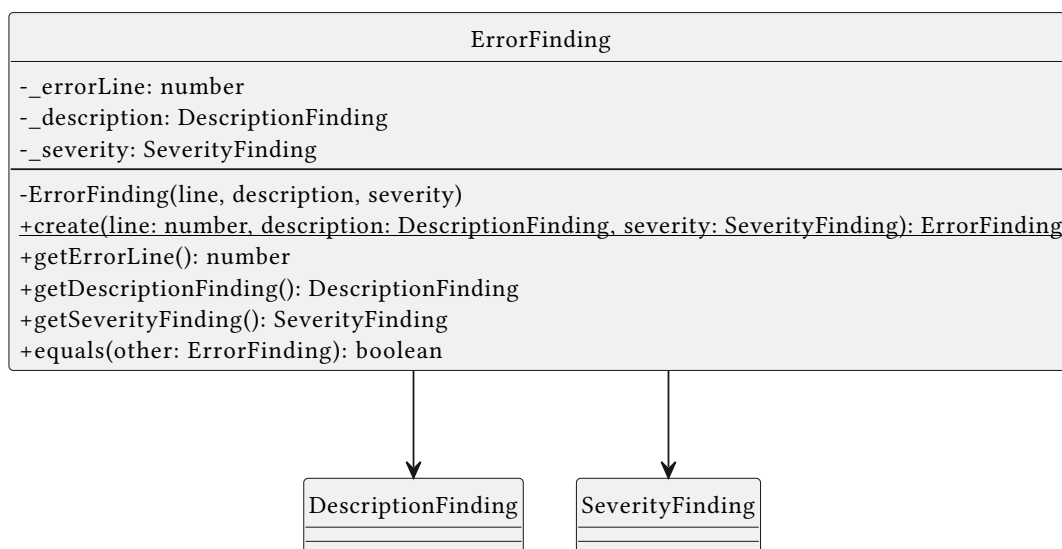 ErrorFinding
-_errorLine: number
-_description: DescriptionFinding
-_severity: SeverityFinding
-ErrorFinding(line, description, severity)
+create(line: number, description: DescriptionFinding, severity: SeverityFinding): ErrorFinding
+getErrorLine(): number
+getDescriptionFinding(): DescriptionFinding
+getSeverityFinding(): SeverityFinding
+equals(other: ErrorFinding): boolean
DescriptionFinding SeverityFinding